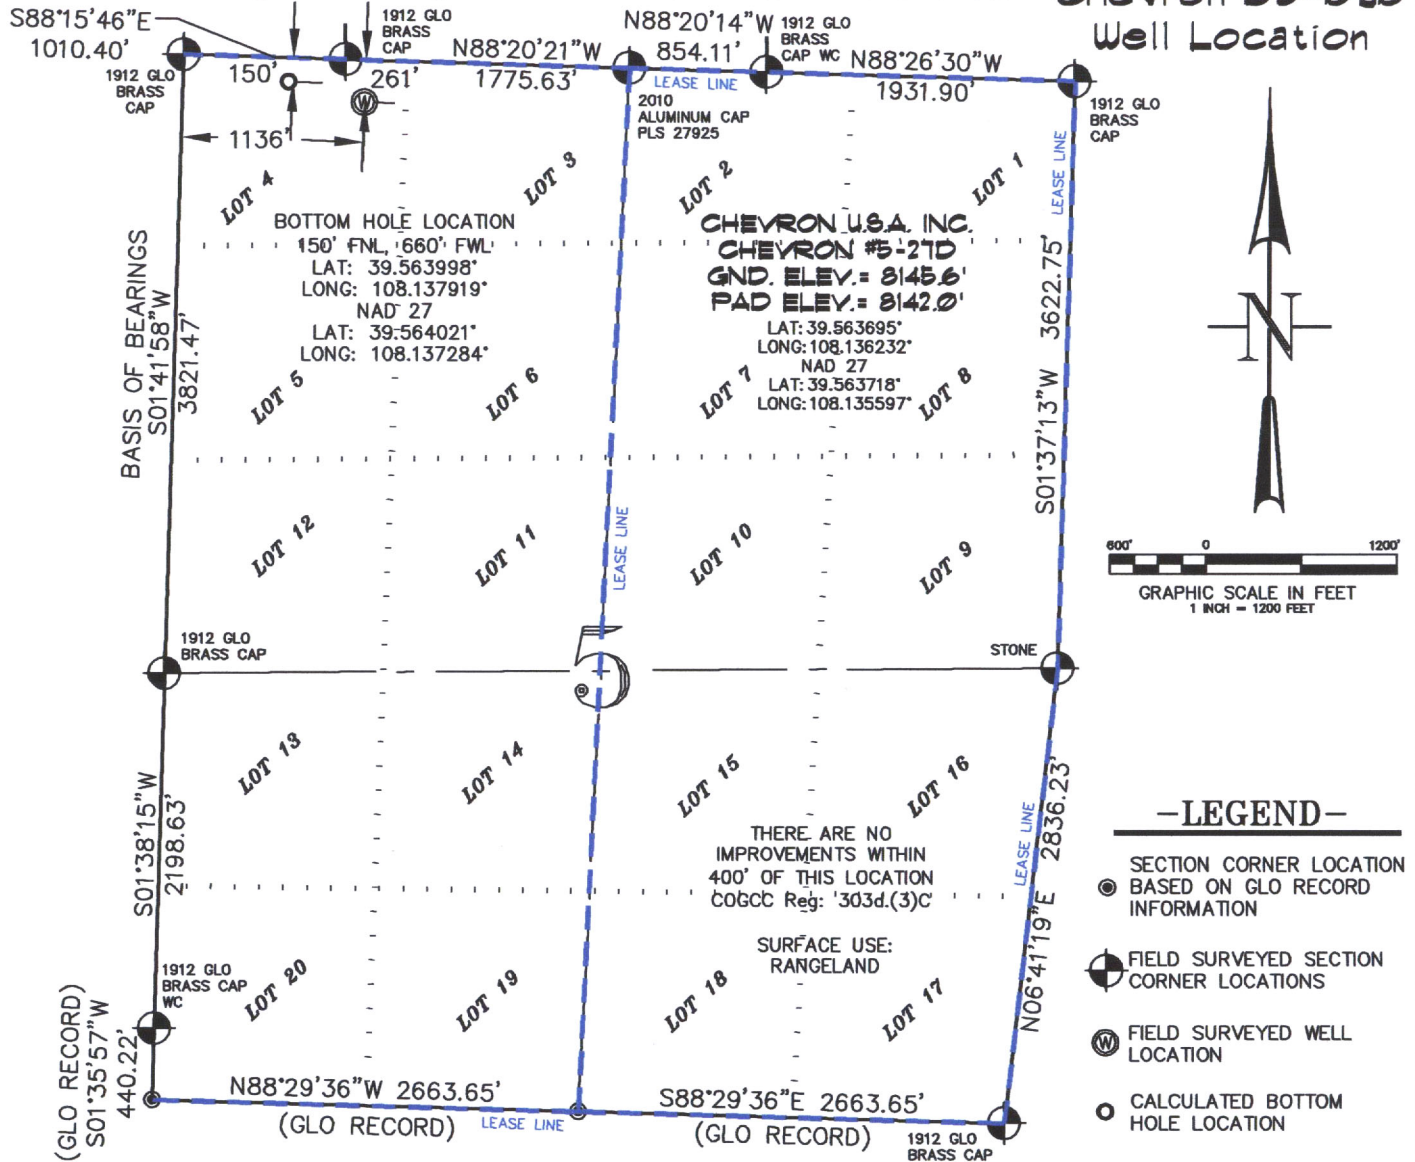 Well Location
S88°15'46"E
1010.40'
1912 GLO
BRASS
CAP
N88°20'21"W
1775.63'
N88°20'14"W
854.11'
1912 GLO
BRASS
CAP WC
N88°26'30"W
1931.90'
1912 GLO
BRASS
CAP
150'
261'
W
1136'
LEASE LINE
2010
ALUMINUM CAP
PLS 27925
1912 GLO
BRASS
CAP
LEASE LINE
LOT 4
LOT 3
LOT 2
LOT 1
BOTTOM HOLE LOCATION
150' FNL, 660' FWL
LAT: 39.563998°
LONG: 108.137919°
NAD 27
LAT: 39.564021°
LONG: 108.137284°
CHEVRON U.S.A. INC.
CHEVRON #5-27D
GND. ELEV.= 8145.6'
PAD ELEV.= 8142.0'
LAT: 39.563695°
LONG: 108.136232°
NAD 27
LAT: 39.563718°
LONG: 108.135597°
BASIS OF BEARINGS
S01°41'58"W
3821.47'
S01°37'13"W 3622.75'
N
LOT 5
LOT 6
LOT 7
LOT 8
LOT 12
LOT 11
LEASE LINE
LOT 10
LOT 9
600' 0 1200'
GRAPHIC SCALE IN FEET
1 INCH = 1200 FEET
1912 GLO
BRASS CAP
5
STONE
LOT 13
LOT 14
LOT 15
LOT 16
S01°38'15"W
2198.63'
THERE ARE NO
IMPROVEMENTS WITHIN
400' OF THIS LOCATION
COGCC Reg: '303d.(3)C
SURFACE USE:
RANGELAND
LEASE LINE
N06°41'19"E 2836.23'
-LEGEND-
SECTION CORNER LOCATION
BASED ON GLO RECORD
INFORMATION
FIELD SURVEYED SECTION
CORNER LOCATIONS
W
FIELD SURVEYED WELL
LOCATION
CALCULATED BOTTOM
HOLE LOCATION
1912 GLO
BRASS CAP
WC
LOT 20
LOT 19
LOT 18
LOT 17
(GLO RECORD)
S01°35'57"W
440.22'
N88°29'36"W 2663.65'
(GLO RECORD)
LEASE LINE
S88°29'36"E 2663.65'
(GLO RECORD)
1912 GLO
BRASS CAP